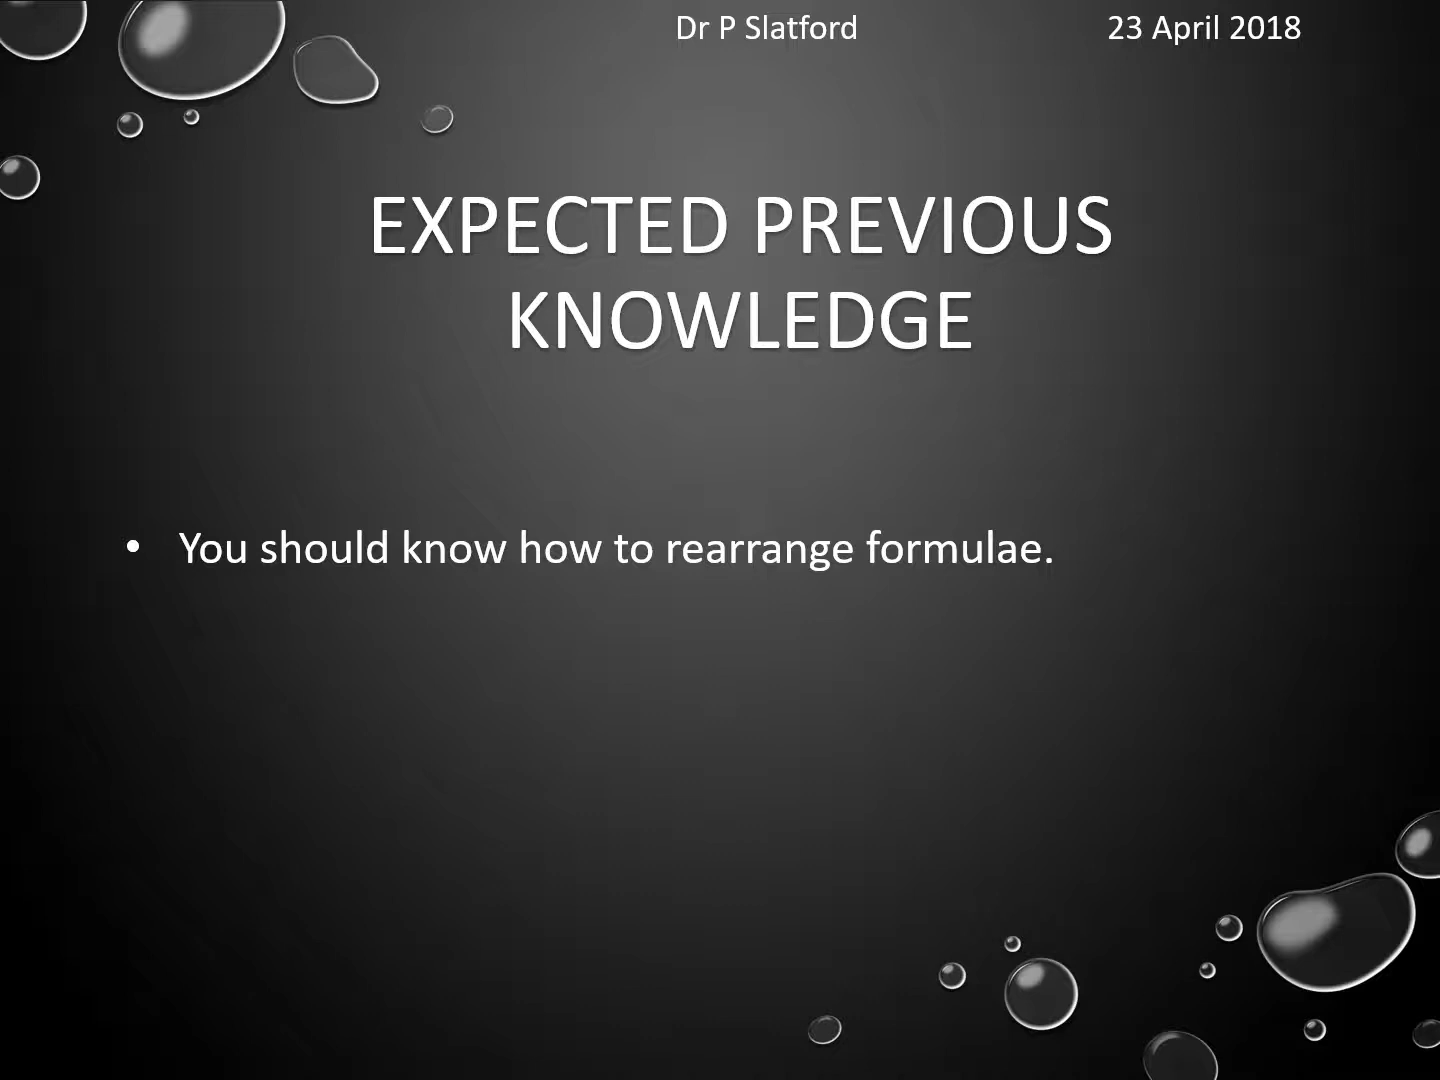 Dr P Slatford
23 April 2018
EXPECTED PREVIOUS
KNOWLEDGE
• You should know how to rearrange formulae.